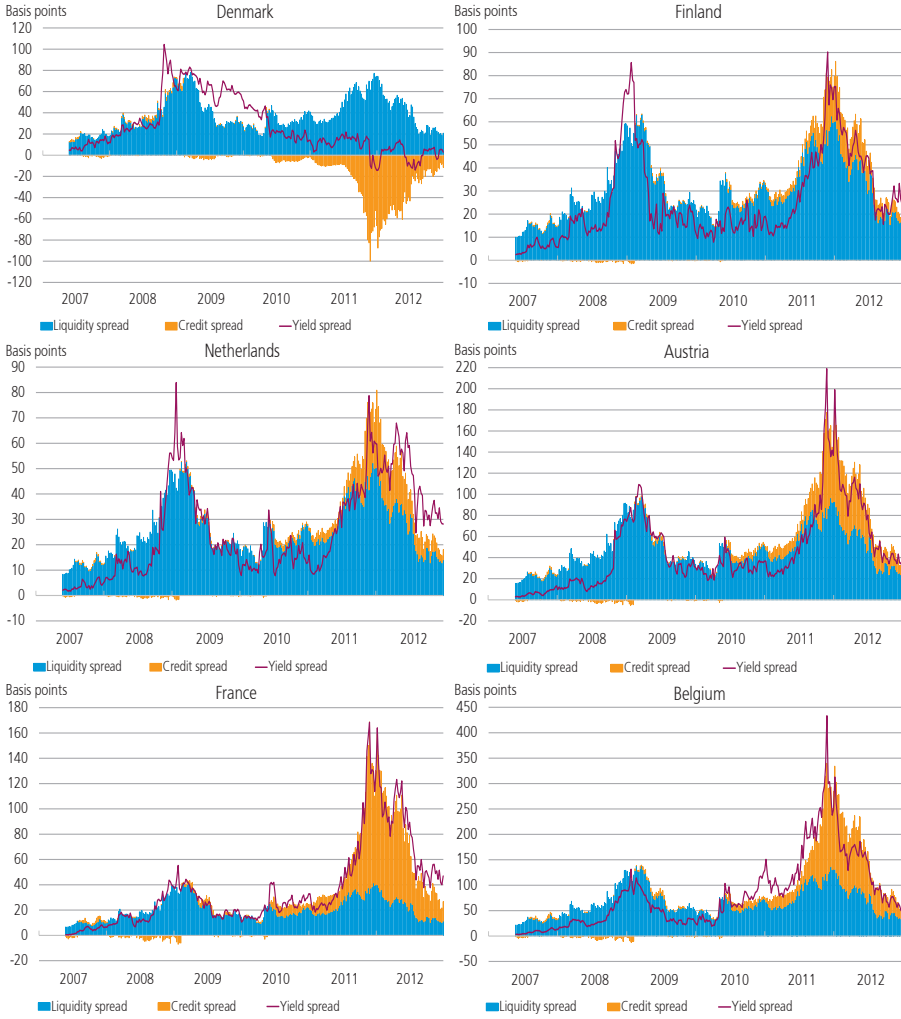 Basis points
Denmark
120
100
80
60
40
20
0
-20
-40
-60
-80
-100
-120
2007 2008 2009 2010 2011 2012
Liquidity spread Credit spread Yield spread
Basis points
Finland
100
90
80
70
60
50
40
30
20
10
0
-10
2007 2008 2009 2010 2011 2012
Liquidity spread Credit spread Yield spread
Basis points
Netherlands
90
80
70
60
50
40
30
20
10
0
-10
2007 2008 2009 2010 2011 2012
Liquidity spread Credit spread Yield spread
Basis points
Austria
220
200
180
160
140
120
100
80
60
40
20
0
-20
2007 2008 2009 2010 2011 2012
Liquidity spread Credit spread Yield spread
Basis points
France
180
160
140
120
100
80
60
40
20
0
-20
2007 2008 2009 2010 2011 2012
Liquidity spread Credit spread Yield spread
Basis points
Belgium
450
400
350
300
250
200
150
100
50
0
-50
2007 2008 2009 2010 2011 2012
Liquidity spread Credit spread Yield spread